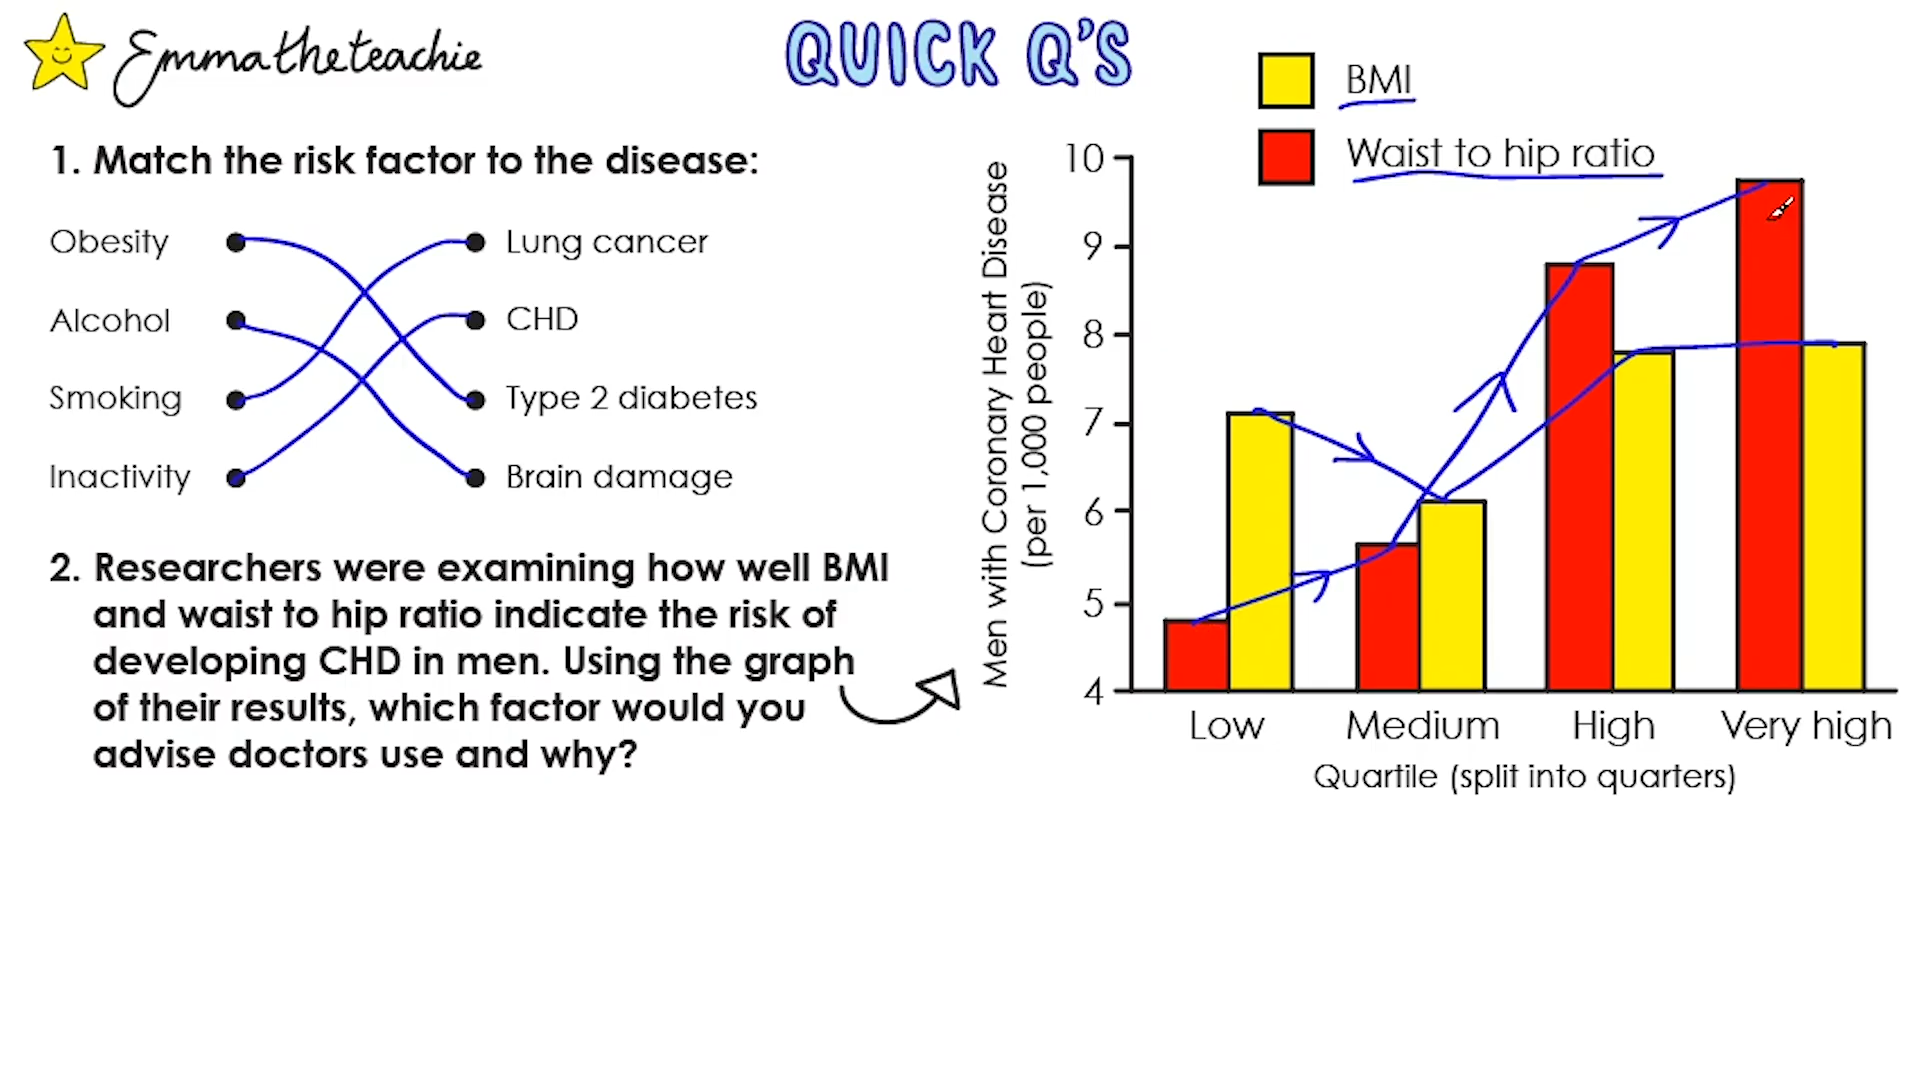 Emmatheteachie
QUICK Q'S
1. Match the risk factor to the disease:
Obesity
Lung cancer
Alcohol
CHD
Smoking
Type 2 diabetes
Inactivity
Brain damage
2. Researchers were examining how well BMI
and waist to hip ratio indicate the risk of
developing CHD in men. Using the graph
of their results, which factor would you
advise doctors use and why?
BMI
Waist to hip ratio
Men with Coronary Heart Disease
(per 1,000 people)
10
9
8
7
6
5
4
Low
Medium
High
Very high
Quartile (split into quarters)